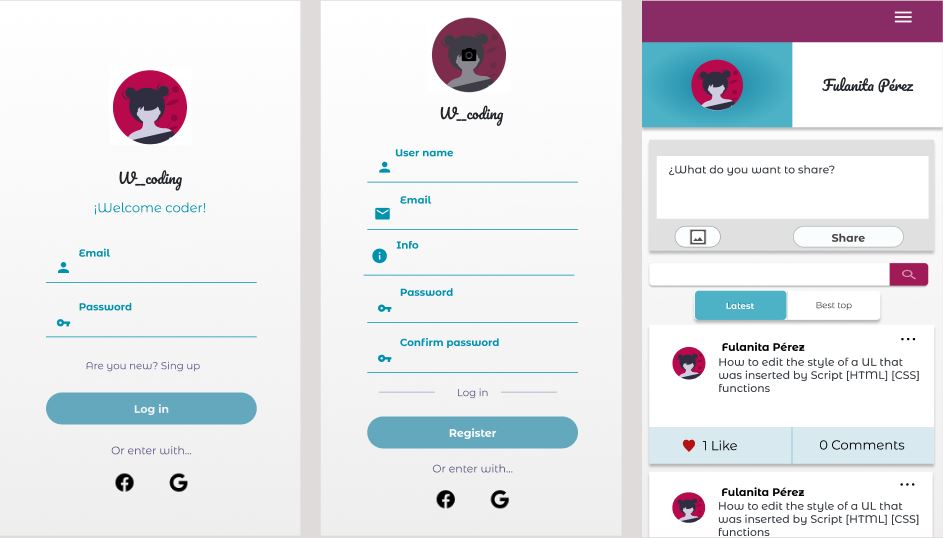 W_coding
¡Welcome coder!
Email
Password
Are you new? Sing up
Log in
Or enter with...
W_coding
User name
Email
Info
Password
Confirm password
Log in
Register
Or enter with...
Fulanita Pérez
¿What do you want to share?
Share
Latest
Best top
Fulanita Pérez
How to edit the style of a UL that
was inserted by Script [HTML] [CSS]
functions
1 Like
0 Comments
Fulanita Pérez
How to edit the style of a UL that
was inserted by Script [HTML] [CSS]
functions